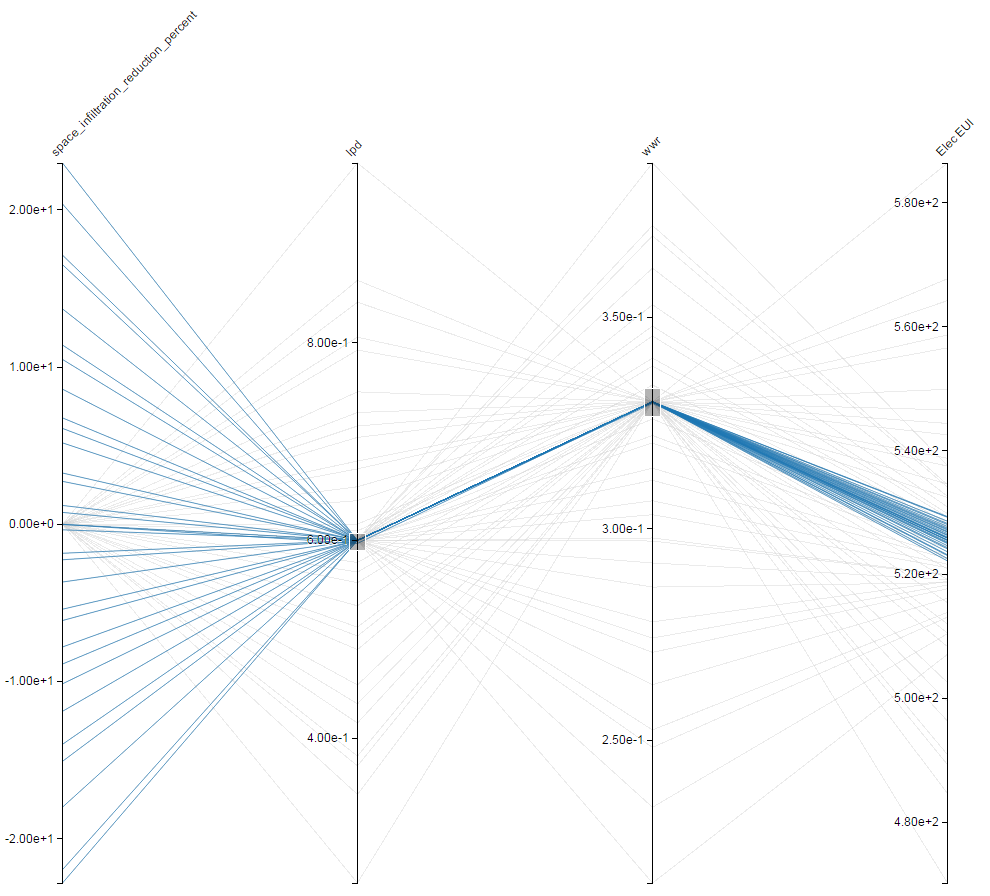 space_infiltration_reduction_percent
lpd
wwr
Elec EUI
2.00e+1
1.00e+1
0.00e+0
-1.00e+1
-2.00e+1
8.00e-1
6.00e-
4.00e-1
3.50e-1
3.00e-1
2.50e-1
5.80e+2
5.60e+2
5.40e+2
5.20e+2
5.00e+2
4.80e+2